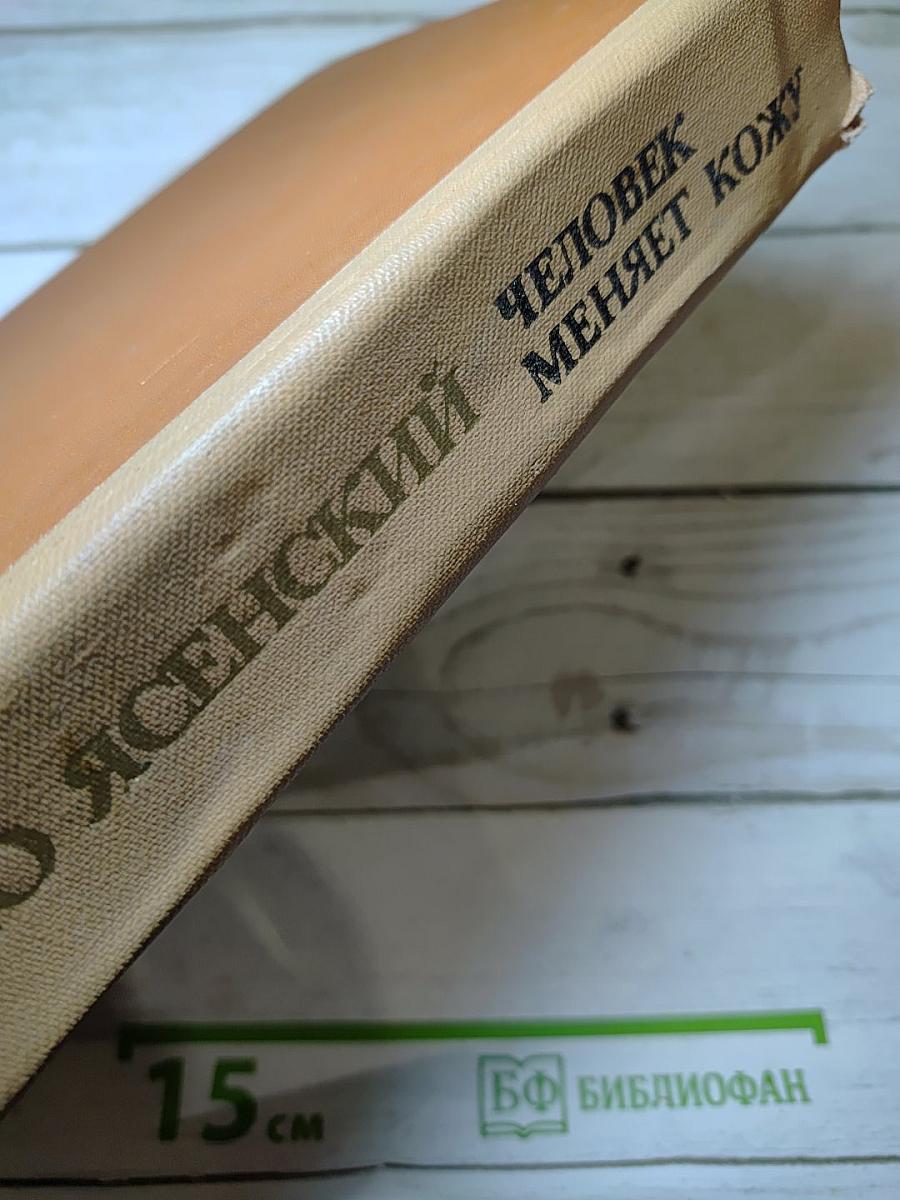 О ЯСЕНСКИЙ
ЧЕЛОВЕК
МЕНЯЕТ КОЖУ
15 см
БФ БИБЛИОФАН